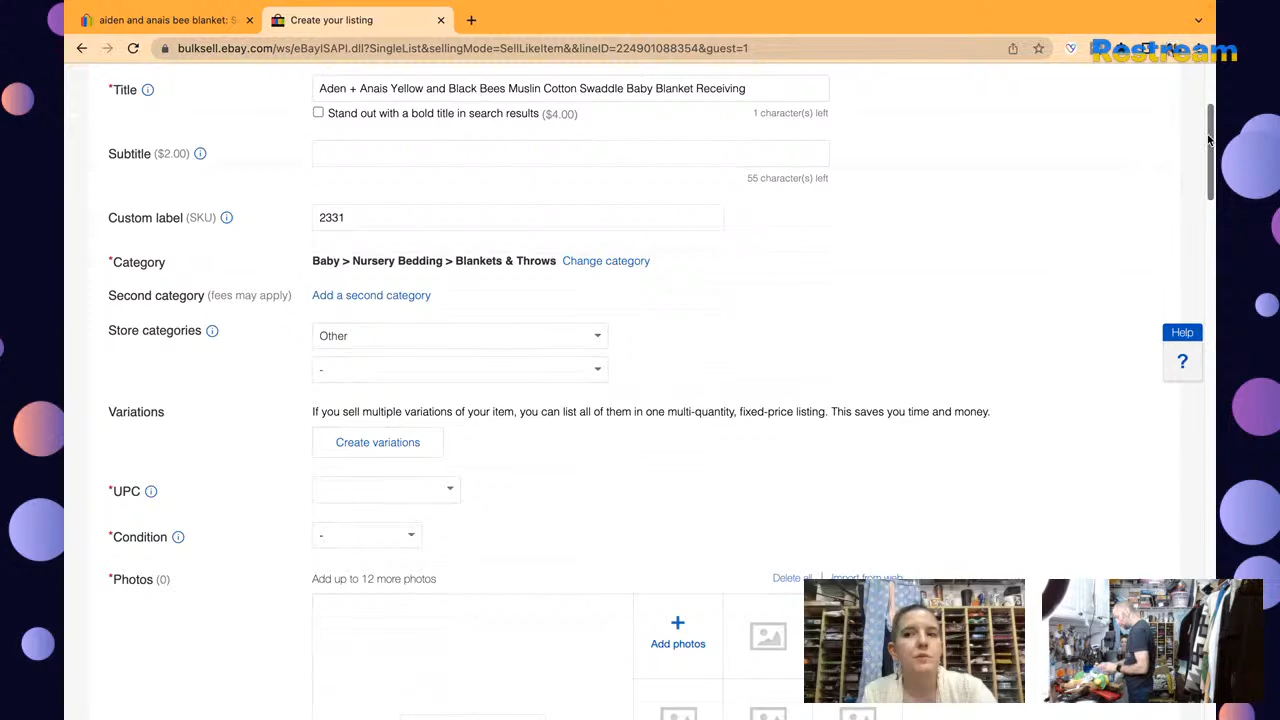 aiden and anais bee blanket: S
Create your listing
bulksell.ebay.com/ws/eBayISAPI.dll?SingleList&sellingMode=SellLikeItem&&lineID=224901088354&guest=1
Restream
*Title
Aden + Anais Yellow and Black Bees Muslin Cotton Swaddle Baby Blanket Receiving
Stand out with a bold title in search results ($4.00)
1 character(s) left
Subtitle ($2.00)
55 character(s) left
Custom label (SKU)
2331
*Category
Baby > Nursery Bedding > Blankets & Throws Change category
Second category (fees may apply)
Add a second category
Store categories
Other
-
Help
?
Variations
If you sell multiple variations of your item, you can list all of them in one multi-quantity, fixed-price listing. This saves you time and money.
Create variations
*UPC
*Condition
-
*Photos (0)
Add up to 12 more photos
Delete all | Import from web
+
Add photos